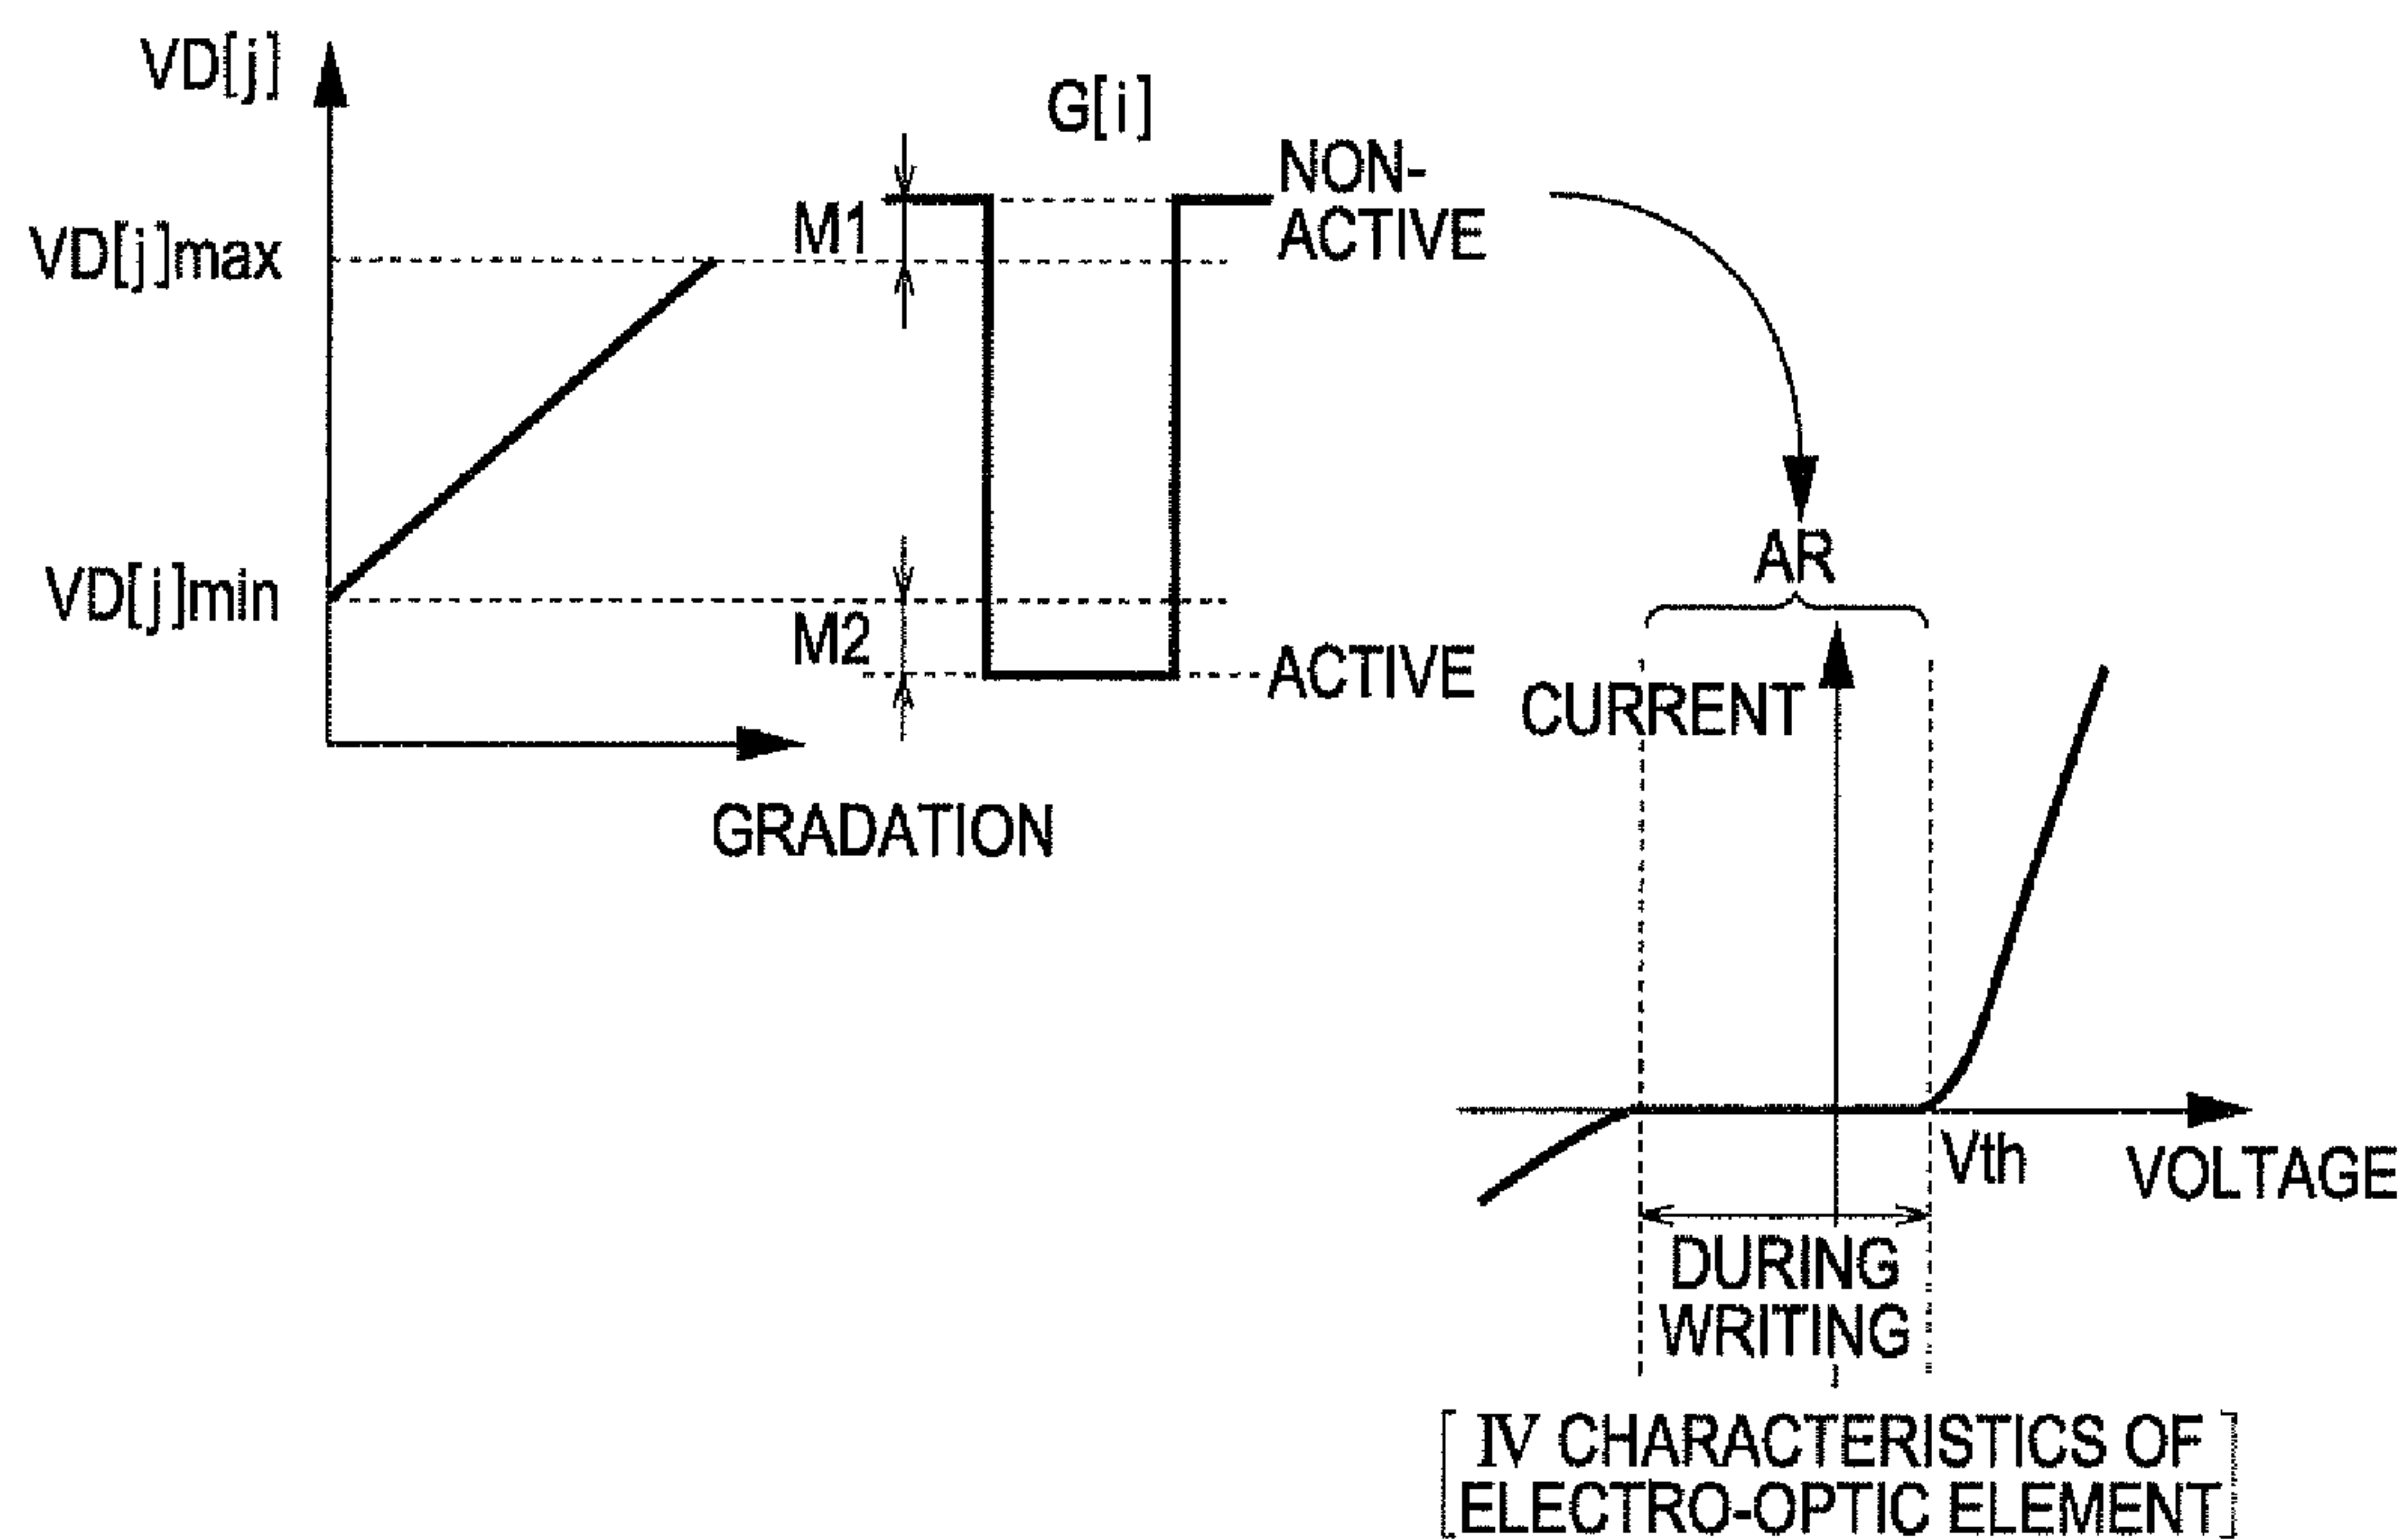 VD[j]
G[i]
NON-
ACTIVE
M1
VD[j]max
VD[j]min
M2
ACTIVE
GRADATION
AR
CURRENT
Vth
VOLTAGE
DURING
WRITING
IV CHARACTERISTICS OF
ELECTRO-OPTIC ELEMENT